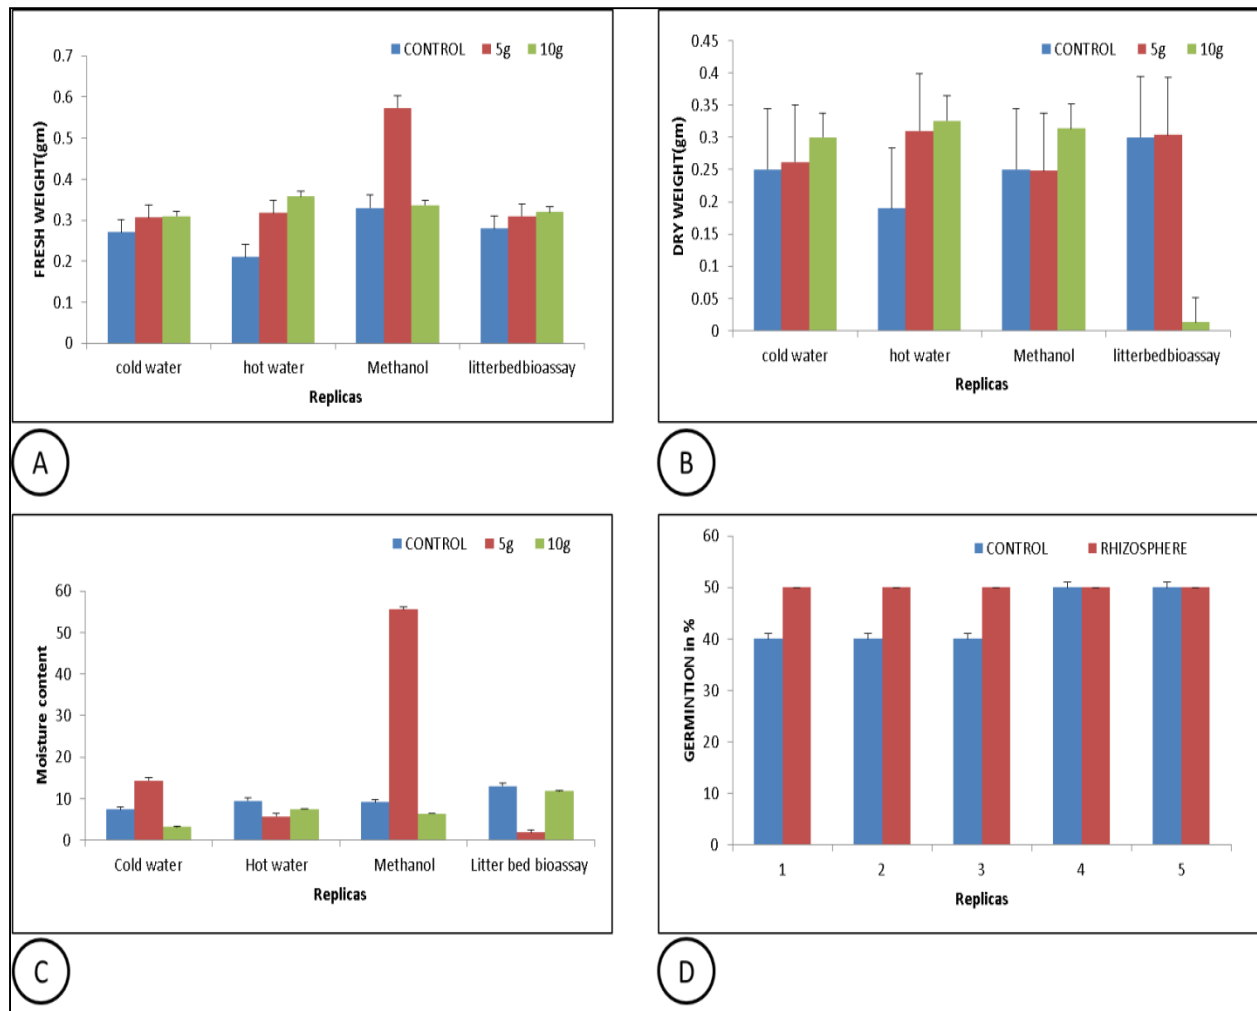 CONTROL 5g 10g
0.7
0.6
0.5
0.4
0.3
0.2
0.1
0
FRESH WEIGHT(gm)
cold water hot water Methanol litterbedbioassay
Replicas
A
CONTROL 5g 10g
0.45
0.4
0.35
0.3
0.25
0.2
0.15
0.1
0.05
0
DRY WEIGHT(gm)
cold water hot water Methanol litterbedbioassay
Replicas
B
CONTROL 5g 10g
60
50
40
30
20
10
0
Moisture content
Cold water Hot water Methanol Litter bed bioassay
Replicas
C
CONTROL RHIZOSPHERE
60
50
40
30
20
10
0
GERMINTION in %
1 2 3 4 5
Replicas
D